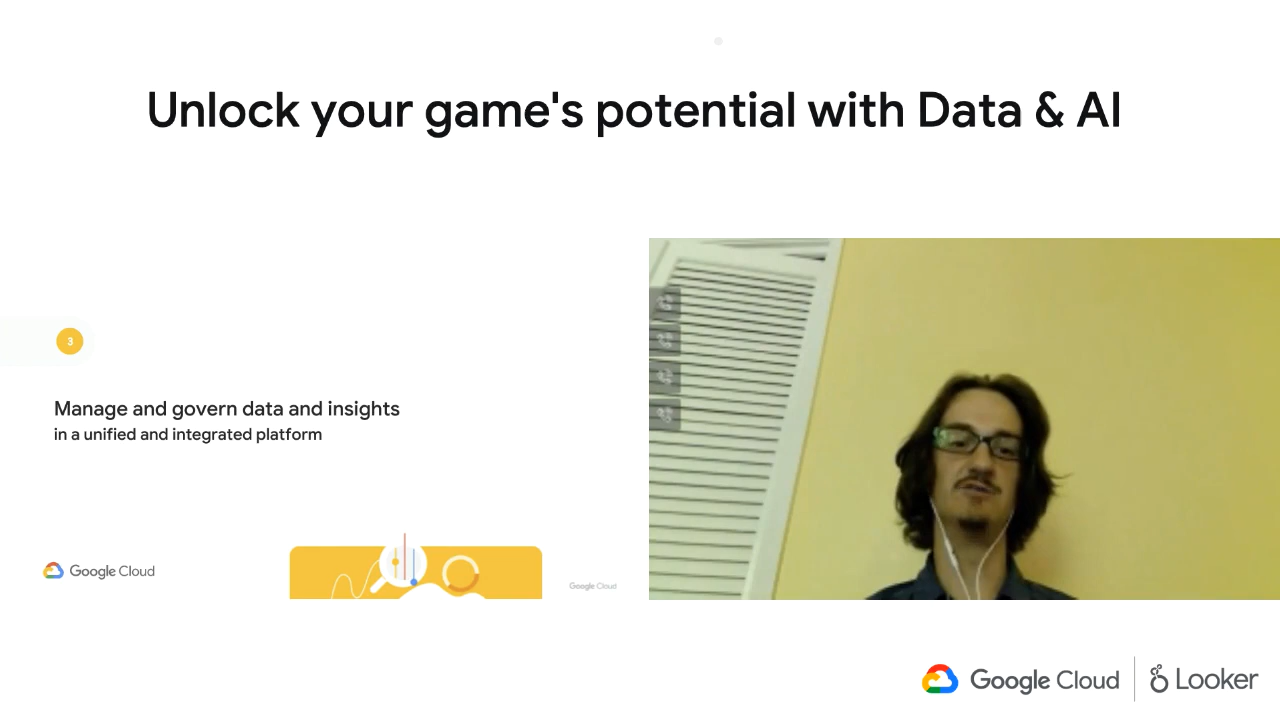 Unlock your game's potential with Data & AI
3
Manage and govern data and insights
in a unified and integrated platform
Google Cloud
Google Cloud
Google Cloud
Looker